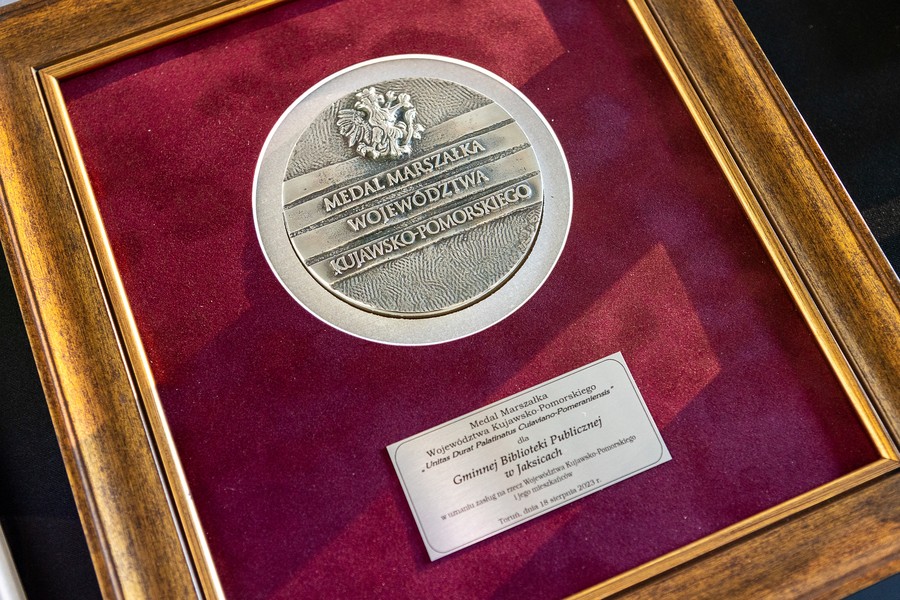 MEDAL MARSZAŁKA
WOJEWÓDZTWA
KUJAWSKO-POMORSKIEGO
Medal Marszałka
Województwa Kujawsko-Pomorskiego
„Unitas Durat Palatinatus Cuiaviano-Pomeraniensis"
dla
Gminnej Biblioteki Publicznej
w Jaksicach
w uznaniu zasług na rzecz Województwa Kujawsko-Pomorskiego
i jego mieszkańców
Toruń, dnia 18 sierpnia 2023 r.